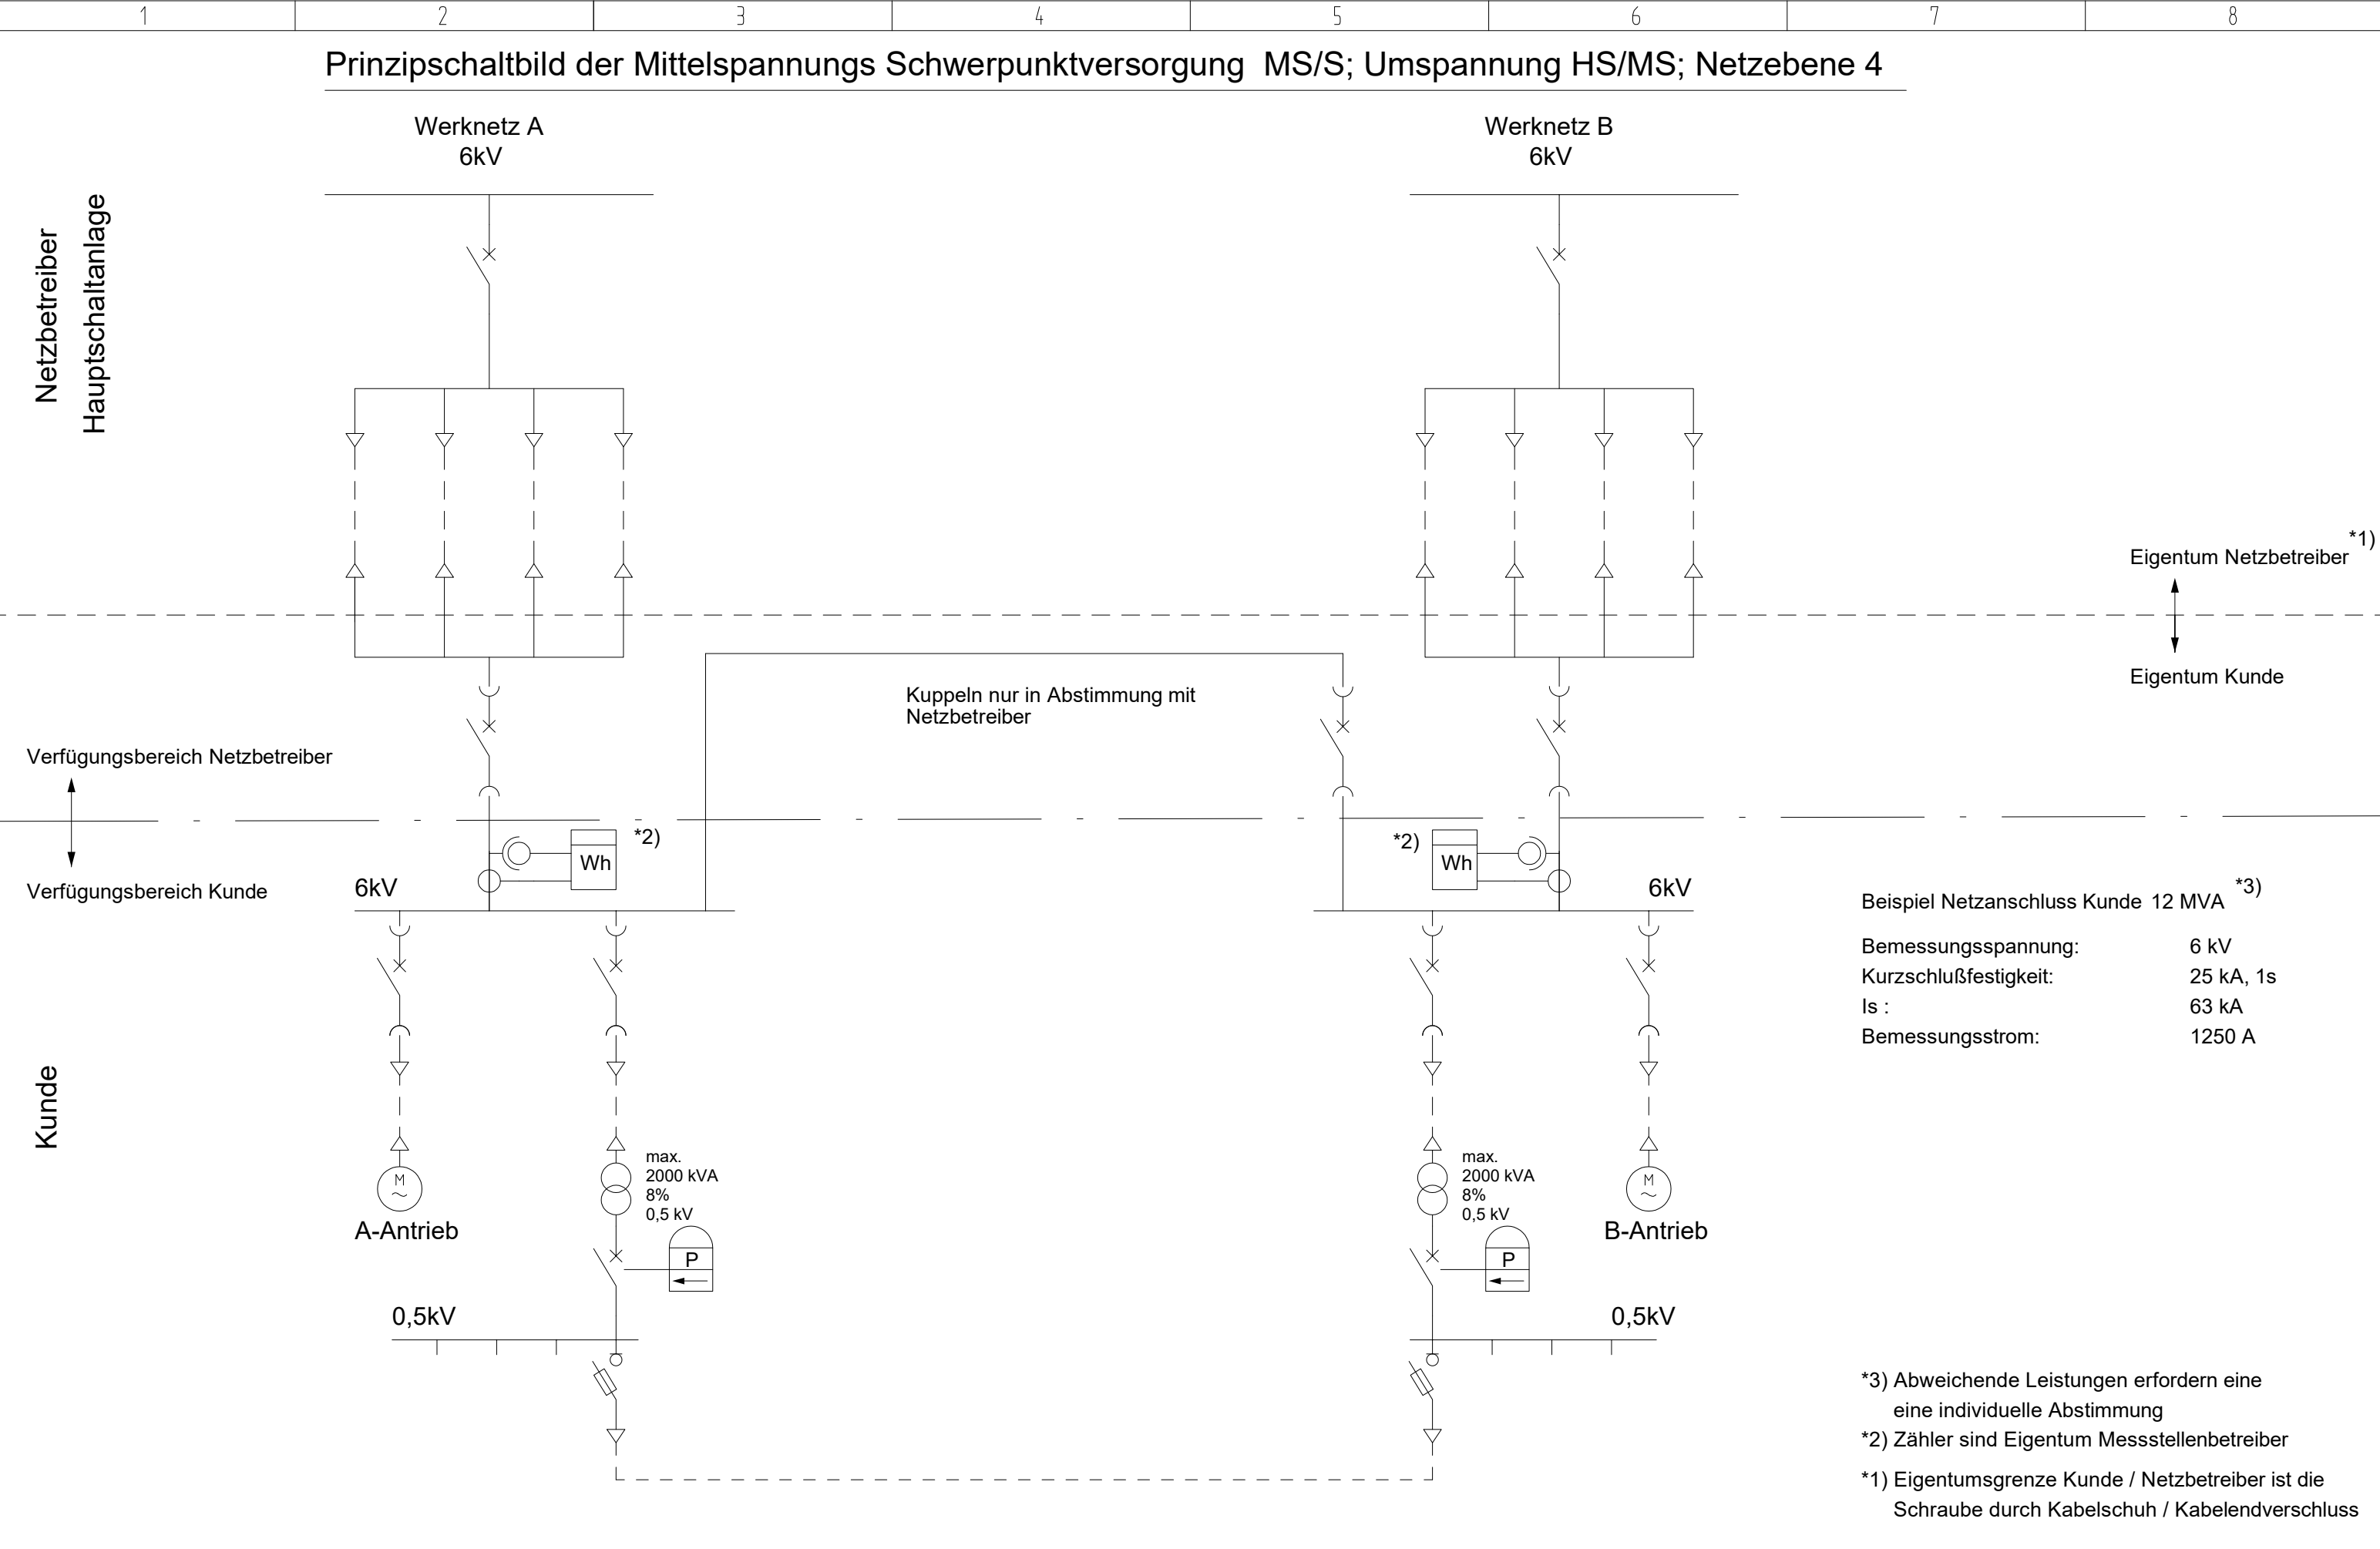 1 2 3 4 5 6 7 8
Prinzipschaltbild der Mittelspannungs Schwerpunktversorgung MS/S; Umspannung HS/MS; Netzebene 4
Werknetz A
6kV
Werknetz B
6kV
Netzbetreiber
Hauptschaltanlage
Eigentum Netzbetreiber *1)
Eigentum Kunde
Kuppeln nur in Abstimmung mit
Netzbetreiber
Verfügungsbereich Netzbetreiber
Verfügungsbereich Kunde
Wh
*2)
*2)
Wh
6kV
6kV
Beispiel Netzanschluss Kunde 12 MVA *3)
Bemessungsspannung: 6 kV
Kurzschlußfestigkeit: 25 kA, 1s
Is : 63 kA
Bemessungsstrom: 1250 A
Kunde
M
~
A-Antrieb
max.
2000 kVA
8%
0,5 kV
P
max.
2000 kVA
8%
0,5 kV
P
M
~
B-Antrieb
0,5kV
0,5kV
*3) Abweichende Leistungen erfordern eine
eine individuelle Abstimmung
*2) Zähler sind Eigentum Messstellenbetreiber
*1) Eigentumsgrenze Kunde / Netzbetreiber ist die
Schraube durch Kabelschuh / Kabelendverschluss